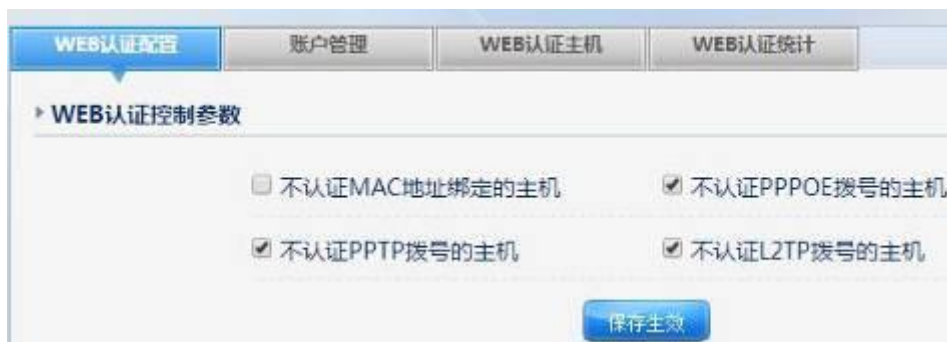 WEB认证配置 账户管理 WEB认证主机 WEB认证统计
WEB认证控制参数
不认证MAC地址绑定的主机 不认证PPPOE拨号的主机
不认证PPTP拨号的主机 不认证L2TP拨号的主机
保存生效